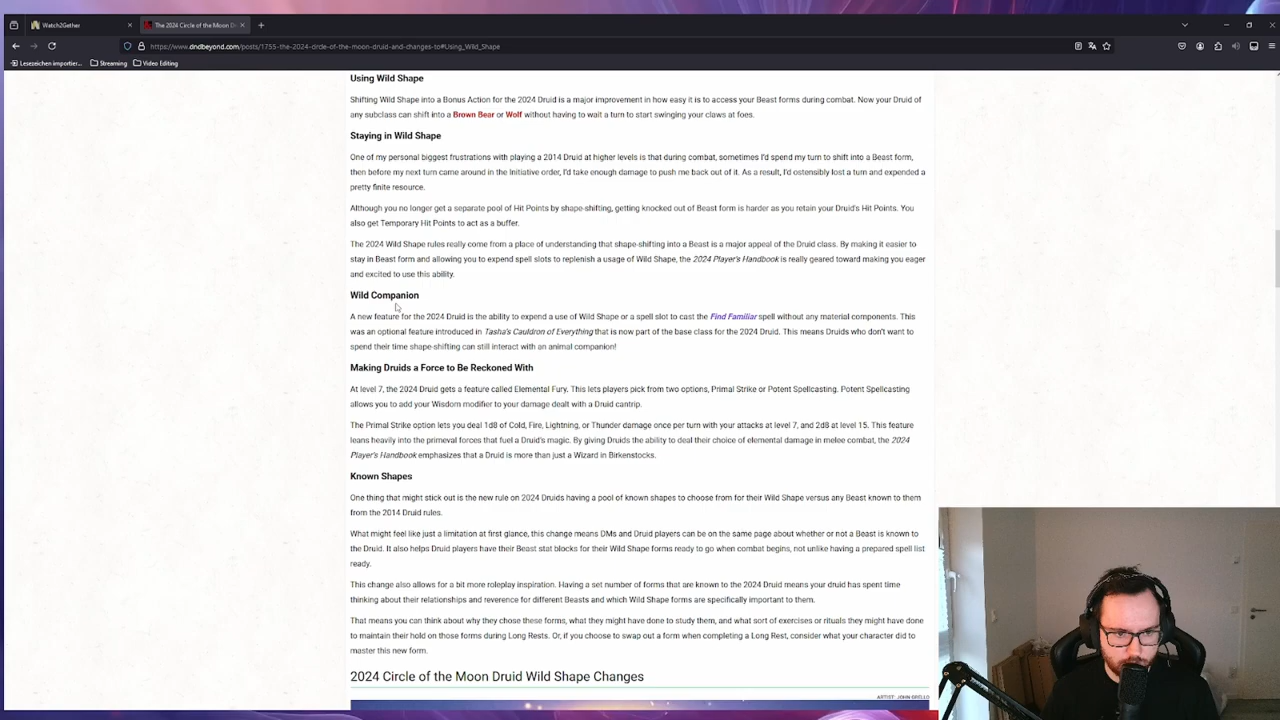 Watch2Gether
The 2024 Circle of the Moon D
https://www.dndbeyond.com/posts/1755-the-2024-circle-of-the-moon-druid-and-changes-to#Using_Wild_Shape
Lesezeichen importier...
Streaming
Video Editing
Using Wild Shape
Shifting Wild Shape into a Bonus Action for the 2024 Druid is a major improvement in how easy it is to access your Beast forms during combat. Now your Druid of
any subclass can shift into a Brown Bear or Wolf without having to wait a turn to start swinging your claws at foes.
Staying in Wild Shape
One of my personal biggest frustrations with playing a 2014 Druid at higher levels is that during combat, sometimes I'd spend my turn to shift into a Beast form,
then before my next turn came around in the Initiative order, I'd take enough damage to push me back out of it. As a result, I'd ostensibly lost a turn and expended a
pretty finite resource.
Although you no longer get a separate pool of Hit Points by shape-shifting, getting knocked out of Beast form is harder as you retain your Druid's Hit Points. You
also get Temporary Hit Points to act as a buffer.
The 2024 Wild Shape rules really come from a place of understanding that shape-shifting into a Beast is a major appeal of the Druid class. By making it easier to
stay in Beast form and allowing you to expend spell slots to replenish a usage of Wild Shape, the 2024 Player's Handbook is really geared toward making you eager
and excited to use this ability.
Wild Companion
A new feature for the 2024 Druid is the ability to expend a use of Wild Shape or a spell slot to cast the Find Familiar spell without any material components. This
was an optional feature introduced in Tasha's Cauldron of Everything that is now part of the base class for the 2024 Druid. This means Druids who don't want to
spend their time shape-shifting can still interact with an animal companion!
Making Druids a Force to Be Reckoned With
At level 7, the 2024 Druid gets a feature called Elemental Fury. This lets players pick from two options, Primal Strike or Potent Spellcasting. Potent Spellcasting
allows you to add your Wisdom modifier to your damage dealt with a Druid cantrip.
The Primal Strike option lets you deal 1d8 of Cold, Fire, Lightning, or Thunder damage once per turn with your attacks at level 7, and 2d8 at level 15. This feature
leans heavily into the primeval forces that fuel a Druid's magic. By giving Druids the ability to deal their choice of elemental damage in melee combat, the 2024
Player's Handbook emphasizes that a Druid is more than just a Wizard in Birkenstocks.
Known Shapes
One thing that might stick out is the new rule on 2024 Druids having a pool of known shapes to choose from for their Wild Shape versus any Beast known to them
from the 2014 Druid rules.
What might feel like just a limitation at first glance, this change means DMs and Druid players can be on the same page about whether or not a Beast is known to
the Druid. It also helps Druid players have their Beast stat blocks for their Wild Shape forms ready to go when combat begins, not unlike having a prepared spell list
ready.
This change also allows for a bit more roleplay inspiration. Having a set number of forms that are known to the 2024 Druid means your druid has spent time
thinking about their relationships and reverence for different Beasts and which Wild Shape forms are specifically important to them.
That means you can think about why they chose these forms, what they might have done to study them, and what sort of exercises or rituals they might have done
to maintain their hold on those forms during Long Rests. Or, if you choose to swap out a form when completing a Long Rest, consider what your character did to
master this new form.
2024 Circle of the Moon Druid Wild Shape Changes
ARTIST: JOHN GRELLO